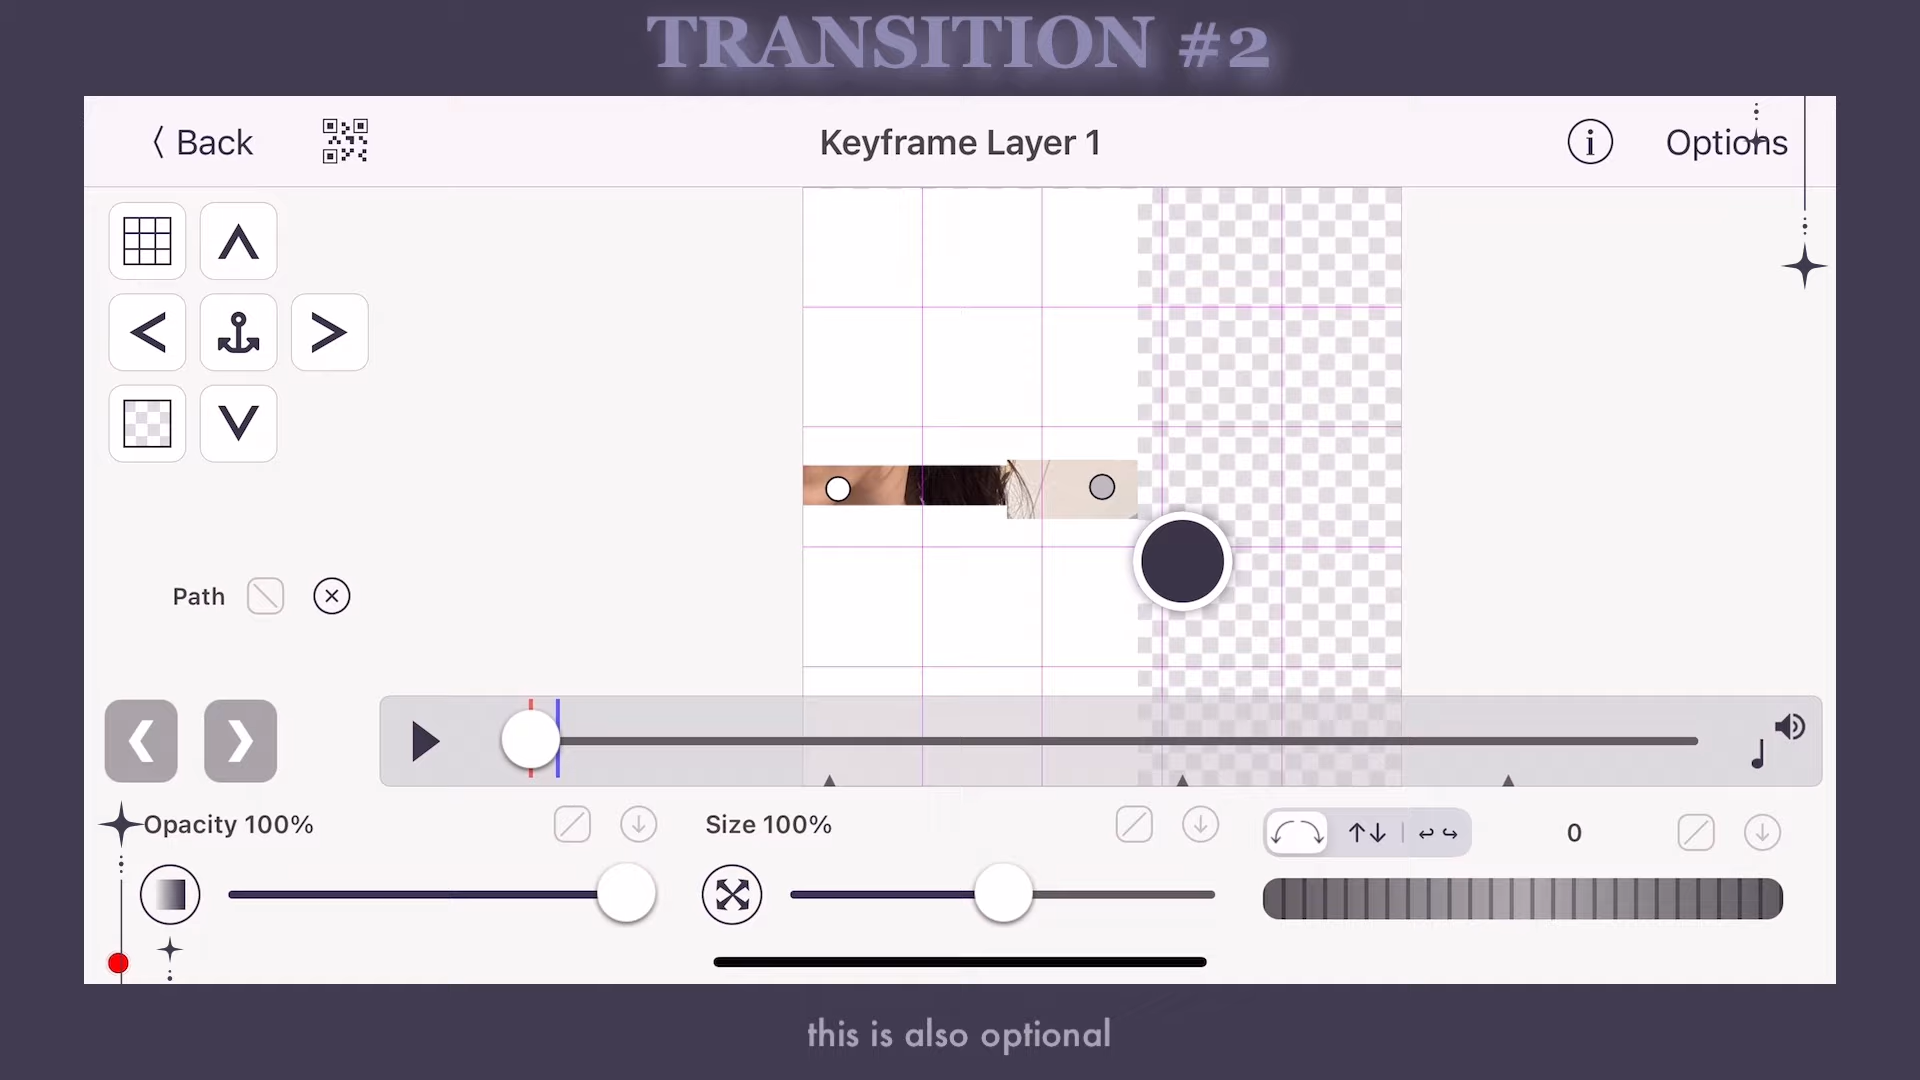 TRANSITION #2
Back
Keyframe Layer 1
Options
Path
Opacity 100%
Size 100%
0
this is also optional